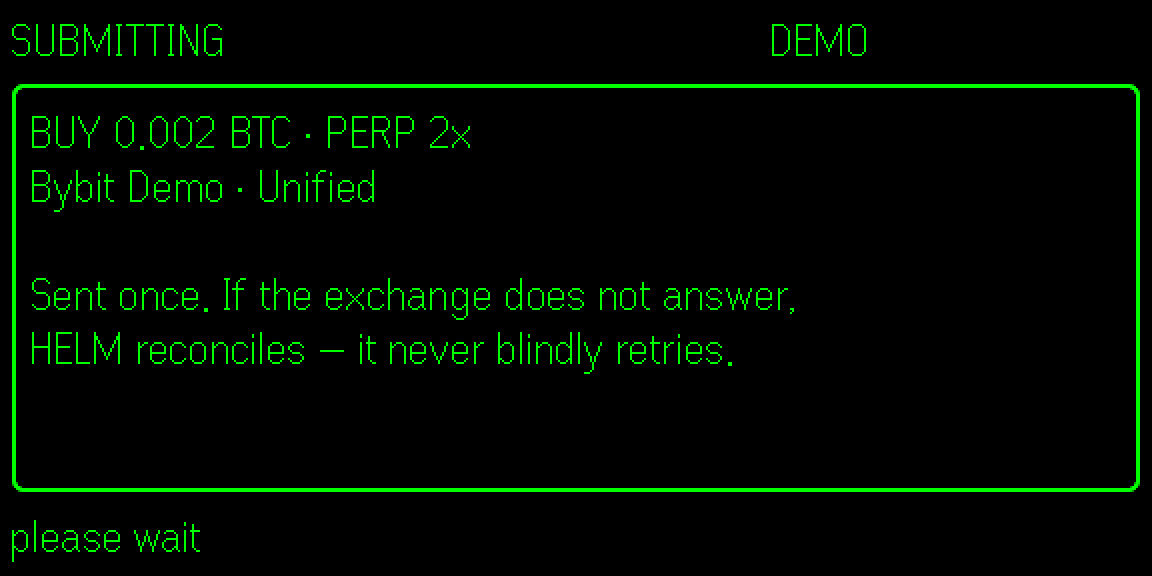 SUBMITTING DEMO
BUY 0.002 BTC · PERP 2x
Bybit Demo · Unified
Sent once. If the exchange does not answer,
HELM reconciles — it never blindly retries.
please wait